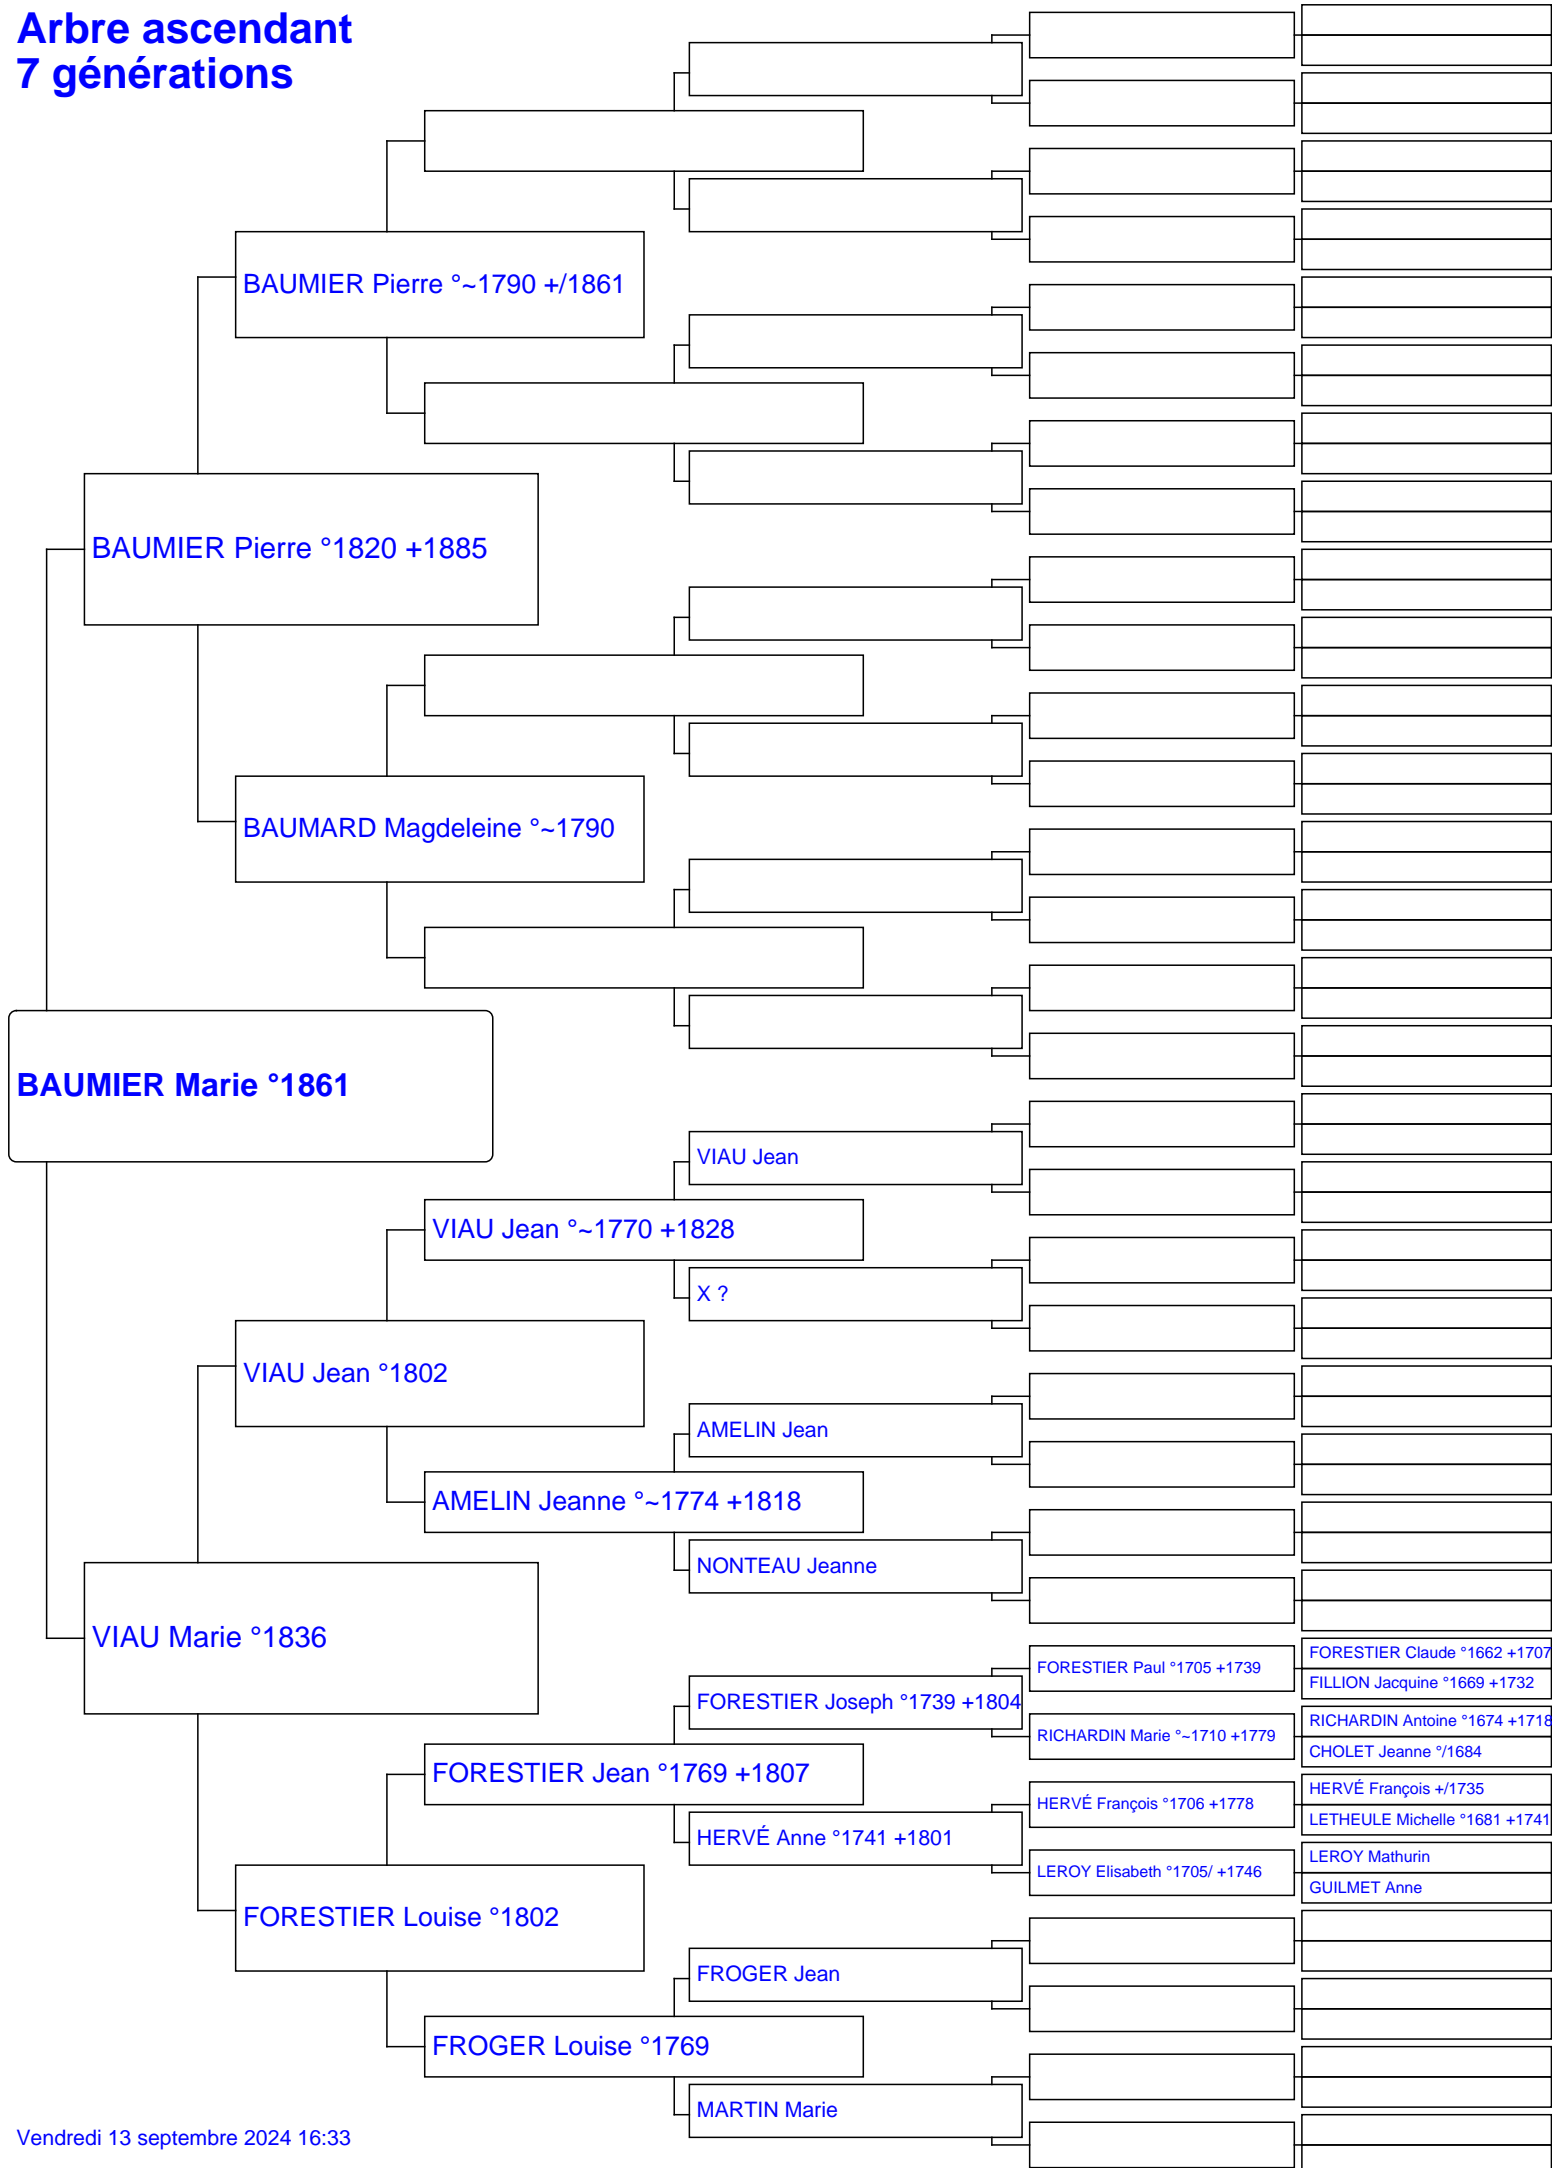 Arbre ascendant
7 générations
BAUMIER Pierre °~1790 +/1861
BAUMIER Pierre °1820 +1885
BAUMARD Magdeleine °~1790
BAUMIER Marie °1861
VIAU Jean
VIAU Jean °~1770 +1828
X ?
VIAU Jean °1802
AMELIN Jean
AMELIN Jeanne °~1774 +1818
NONTEAU Jeanne
VIAU Marie °1836
FORESTIER Claude °1662 +1707
FORESTIER Paul °1705 +1739
FILLION Jacquine °1669 +1732
FORESTIER Joseph °1739 +1804
RICHARDIN Antoine °1674 +1718
RICHARDIN Marie °~1710 +1779
CHOLET Jeanne °/1684
FORESTIER Jean °1769 +1807
HERVÉ François +/1735
HERVÉ François °1706 +1778
LETHEULE Michelle °1681 +1741
HERVÉ Anne °1741 +1801
LEROY Mathurin
LEROY Elisabeth °1705/ +1746
GUILMET Anne
FORESTIER Louise °1802
FROGER Jean
FROGER Louise °1769
MARTIN Marie
Vendredi 13 septembre 2024 16:33